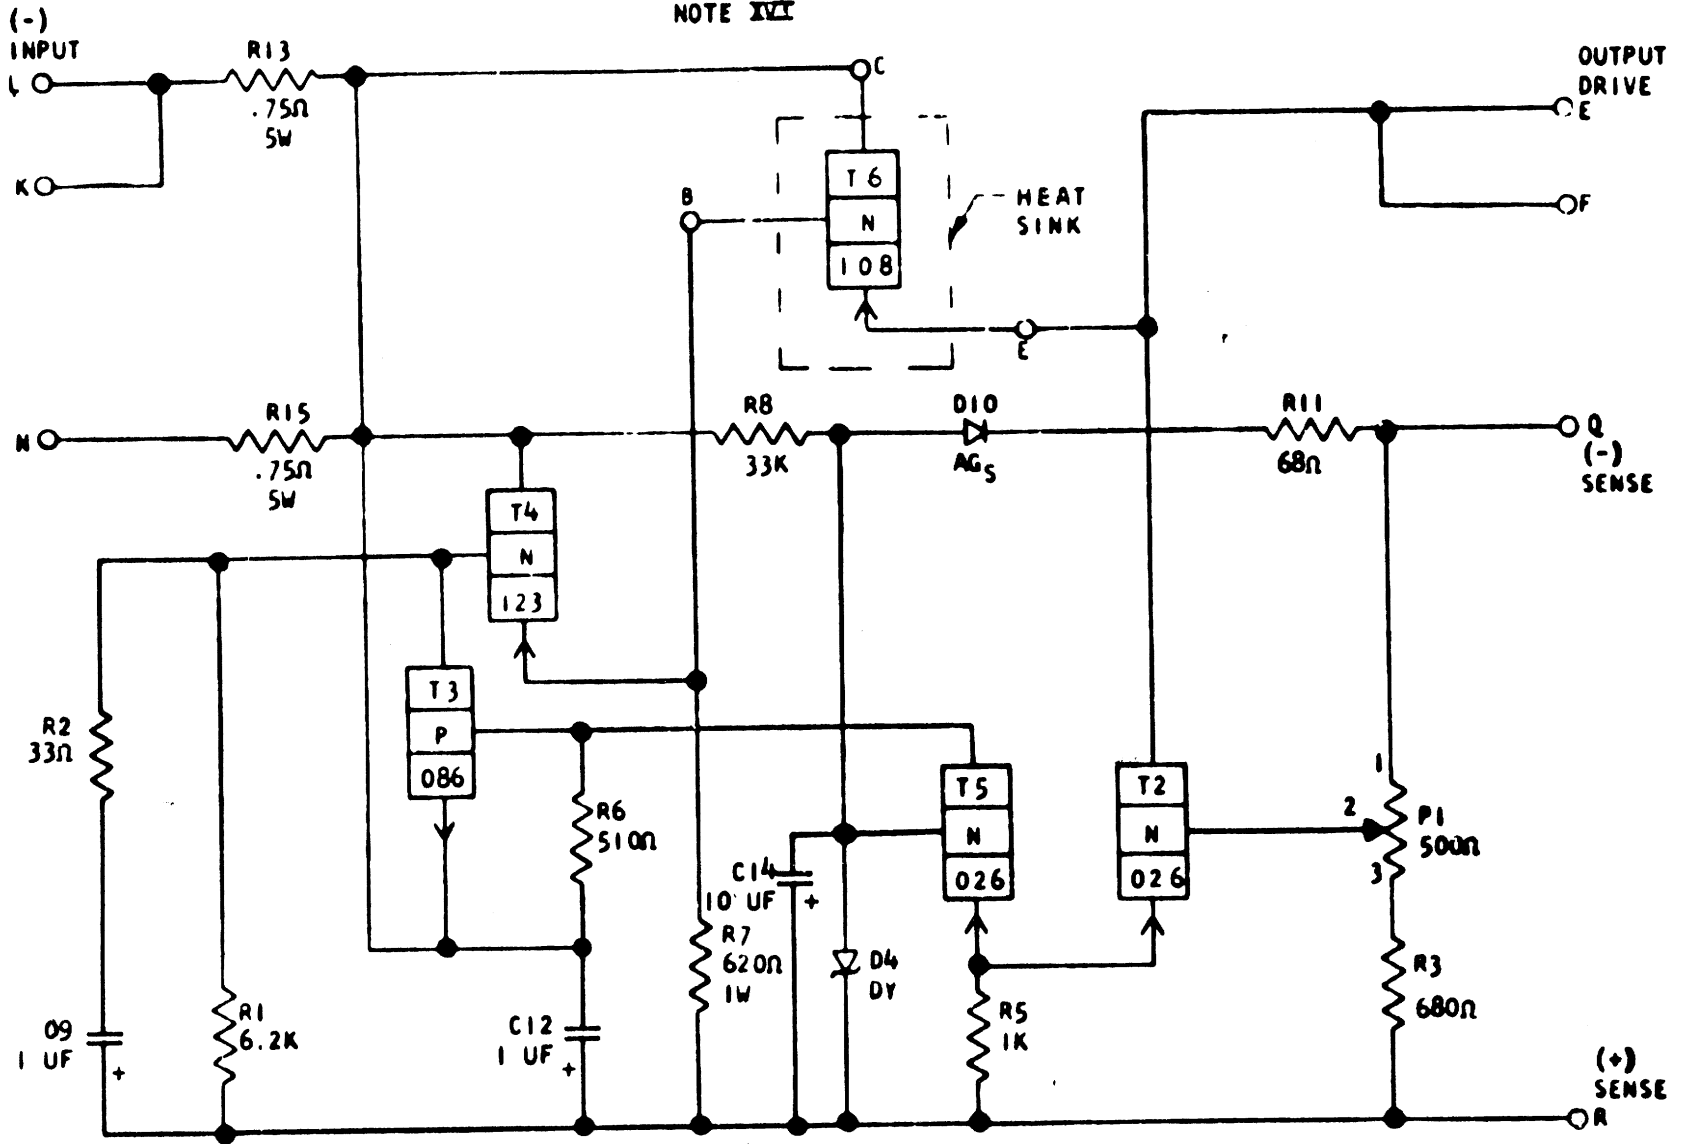 NOTE XVI
(-)
INPUT
L
R13
.75Ω
5W
K
C
T6
N
108
HEAT
SINK
B
E
OUTPUT
DRIVE
E
F
N
R15
.75Ω
5W
R8
33K
D10
AGS
R11
68Ω
Q
(-)
SENSE
T4
N
123
T3
P
086
R2
33Ω
R6
510Ω
T5
N
026
T2
N
026
1
2
3
P1
500Ω
C14
10 UF
+
R7
620Ω
1W
D4
DY
R3
680Ω
R5
1K
09
1 UF
+
R1
6.2K
C12
1 UF
+
(+)
SENSE
R